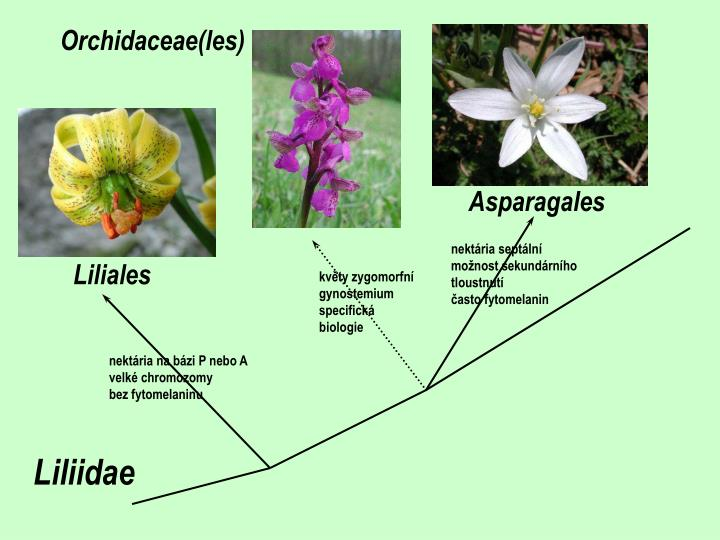 Orchidaceae(les)
Asparagales
Liliales
nektária septální
možnost sekundárního
tloustnutí
často fytomelanin
květy zygomorfní
gynostemium
specifická
biologie
nektária na bázi P nebo A
velké chromozomy
bez fytomelaninu
Liliidae